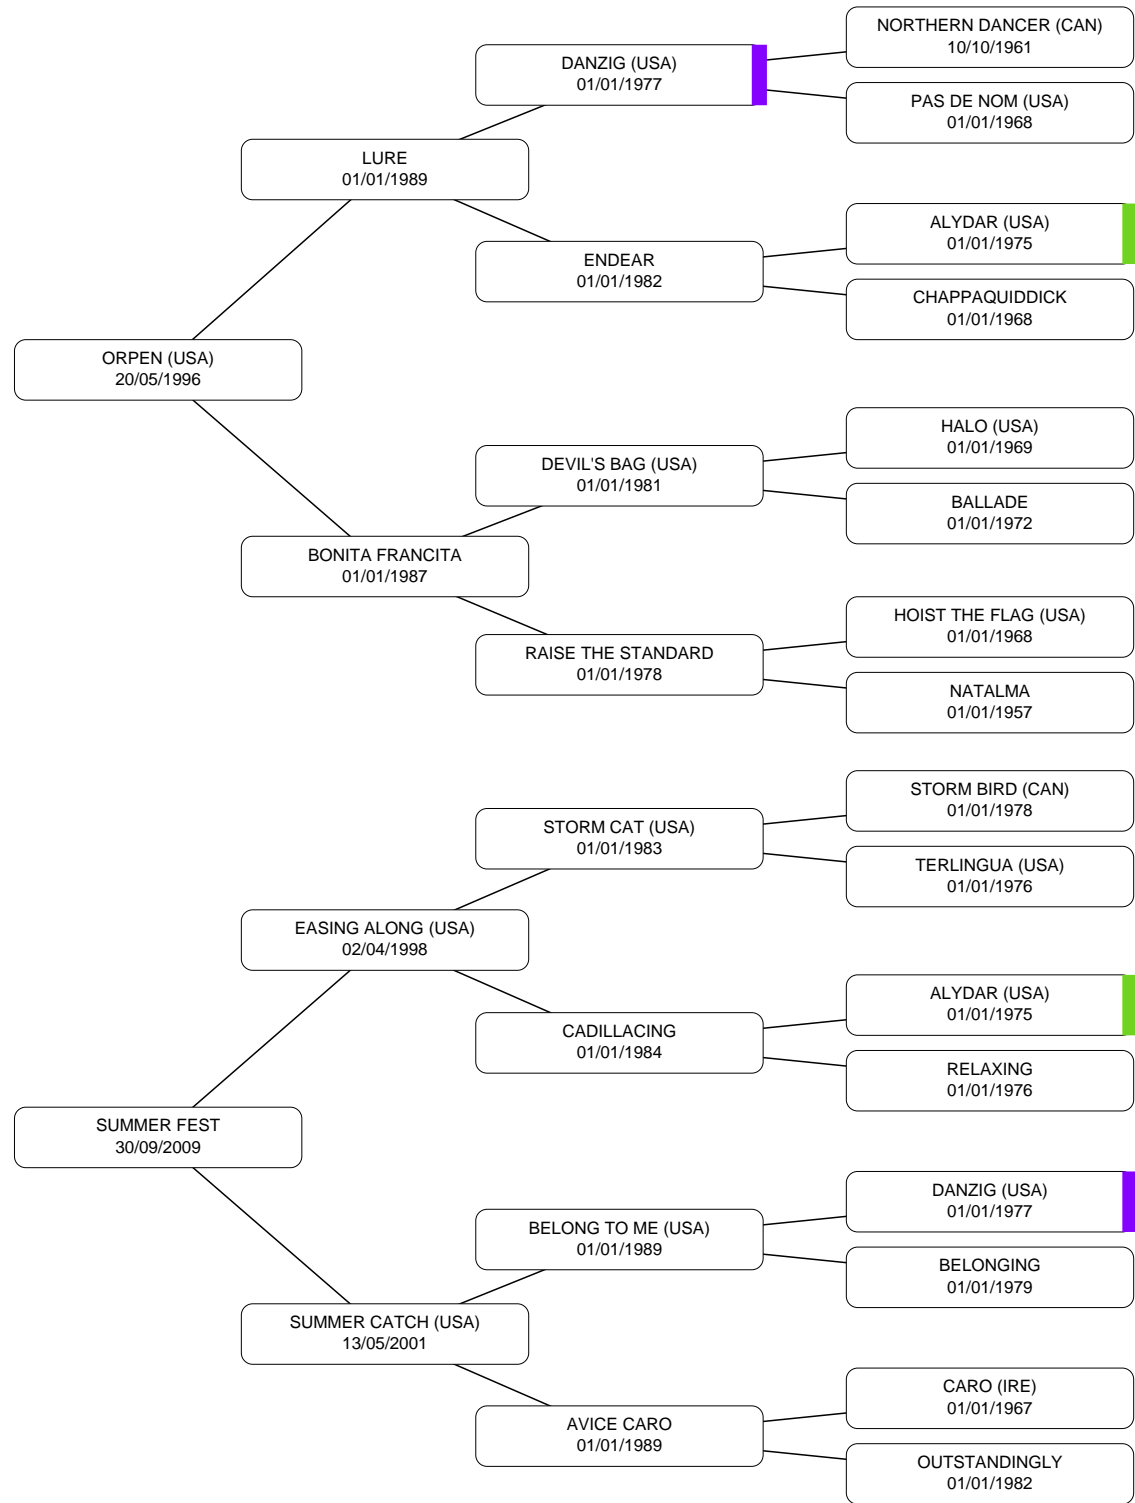 NORTHERN DANCER (CAN)
10/10/1961
DANZIG (USA)
01/01/1977
PAS DE NOM (USA)
01/01/1968
LURE
01/01/1989
ALYDAR (USA)
01/01/1975
ENDEAR
01/01/1982
CHAPPAQUIDDICK
01/01/1968
ORPEN (USA)
20/05/1996
HALO (USA)
01/01/1969
DEVIL'S BAG (USA)
01/01/1981
BALLADE
01/01/1972
BONITA FRANCITA
01/01/1987
HOIST THE FLAG (USA)
01/01/1968
RAISE THE STANDARD
01/01/1978
NATALMA
01/01/1957
STORM BIRD (CAN)
01/01/1978
STORM CAT (USA)
01/01/1983
TERLINGUA (USA)
01/01/1976
EASING ALONG (USA)
02/04/1998
ALYDAR (USA)
01/01/1975
CADILLACING
01/01/1984
RELAXING
01/01/1976
SUMMER FEST
30/09/2009
DANZIG (USA)
01/01/1977
BELONG TO ME (USA)
01/01/1989
BELONGING
01/01/1979
SUMMER CATCH (USA)
13/05/2001
CARO (IRE)
01/01/1967
AVICE CARO
01/01/1989
OUTSTANDINGLY
01/01/1982